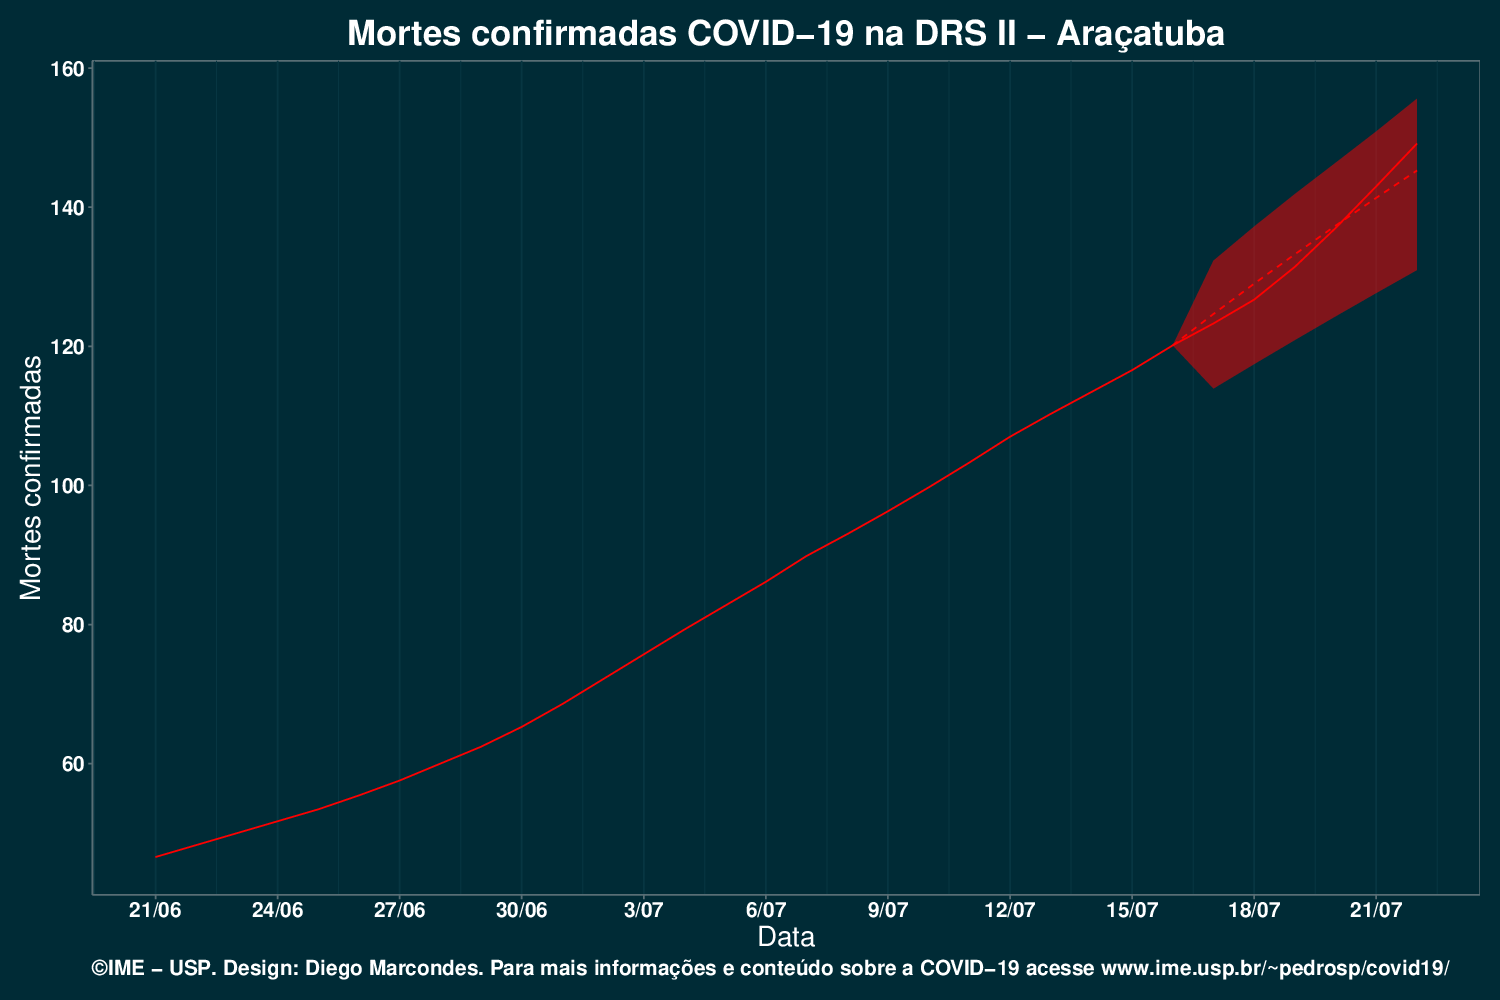 Mortes confirmadas COVID−19 na DRS II − Araçatuba
160
140
120
100
80
60
Mortes confirmadas
21/06 24/06 27/06 30/06 3/07 6/07 9/07 12/07 15/07 18/07 21/07
Data
©IME − USP. Design: Diego Marcondes. Para mais informações e conteúdo sobre a COVID−19 acesse www.ime.usp.br/~pedrosp/covid19/